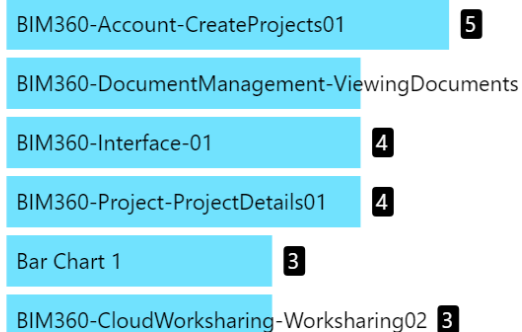 BIM360-Account-CreateProjects01 5
BIM360-DocumentManagement-ViewingDocuments
BIM360-Interface-01 4
BIM360-Project-ProjectDetails01 4
Bar Chart 1 3
BIM360-CloudWorksharing-Worksharing02 3